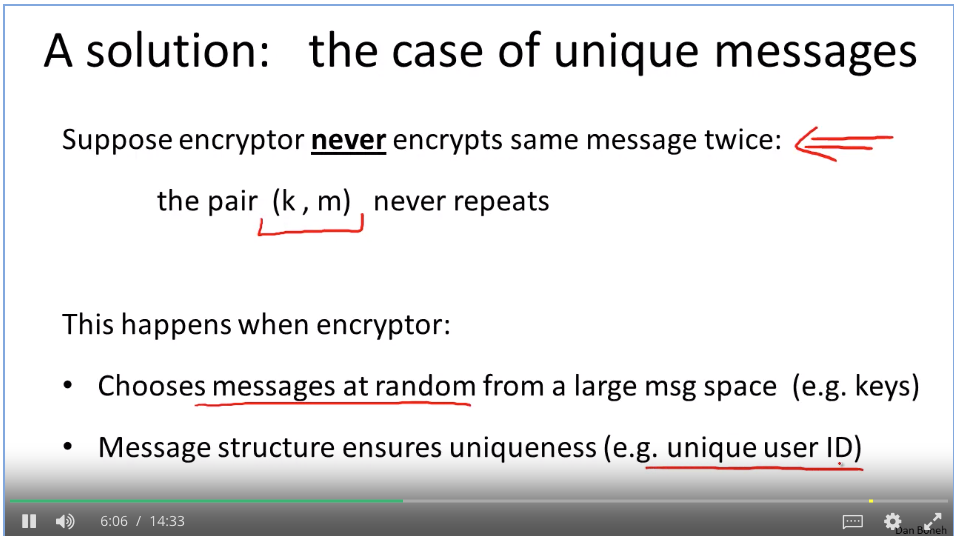 A solution: the case of unique messages
Suppose encryptor never encrypts same message twice:
the pair (k , m) never repeats
This happens when encryptor:
• Chooses messages at random from a large msg space (e.g. keys)
• Message structure ensures uniqueness (e.g. unique user ID)
6:06 / 14:33
Dan Boneh